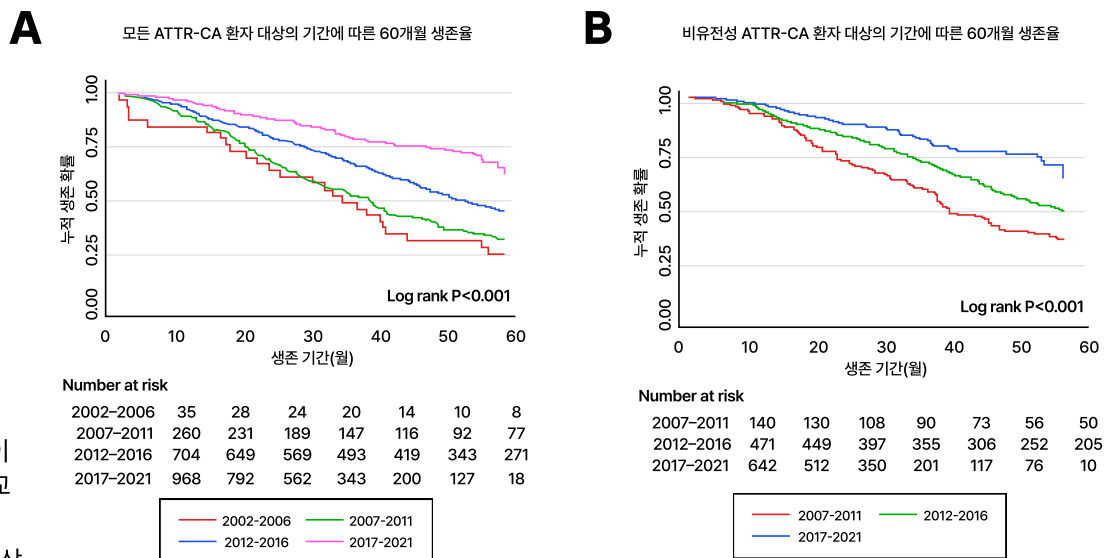 A
모든 ATTR-CA 환자 대상의 기간에 따른 60개월 생존율
누적 생존 확률
1.00
0.75
0.50
0.25
0.00
Log rank P<0.001
0 10 20 30 40 50 60
생존 기간(월)
Number at risk
2002–2006 35 28 24 20 14 10 8
2007–2011 260 231 189 147 116 92 77
2012–2016 704 649 569 493 419 343 271
2017–2021 968 792 562 343 200 127 18
2002-2006 2007-2011
2012-2016 2017-2021
B
비유전성 ATTR-CA 환자 대상의 기간에 따른 60개월 생존율
누적 생존 확률
1.00
0.75
0.50
0.25
0.00
Log rank P<0.001
0 10 20 30 40 50 60
생존 기간(월)
Number at risk
2007–2011 140 130 108 90 73 56 50
2012–2016 471 449 397 355 306 252 205
2017–2021 642 512 350 201 117 76 10
2007-2011 2012-2016
2017-2021